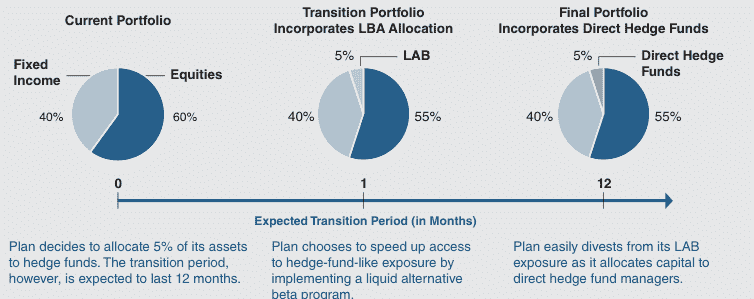 Current Portfolio
Transition Portfolio
Incorporates LBA Allocation
Final Portfolio
Incorporates Direct Hedge Funds
Fixed
Income
Equities
40%
60%
5%
LAB
40%
55%
5%
Direct Hedge
Funds
40%
55%
0
1
12
Expected Transition Period (in Months)
Plan decides to allocate 5% of its assets
to hedge funds. The transition period,
however, is expected to last 12 months.
Plan chooses to speed up access
to hedge-fund-like exposure by
implementing a liquid alternative
beta program.
Plan easily divests from its LAB
exposure as it allocates capital to
direct hedge fund managers.